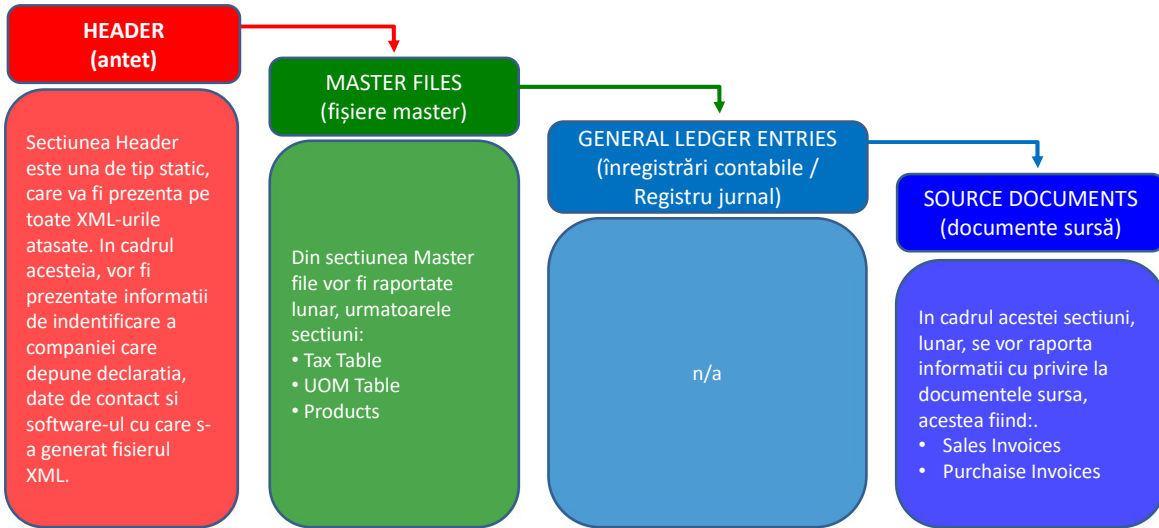 HEADER
(antet)
Sectiunea Header
este una de tip static,
care va fi prezenta pe
toate XML-urile
atasate. In cadrul
acesteia, vor fi
prezentate informatii
de indentificare a
companiei care
depune declaratia,
date de contact si
software-ul cu care s-
a generat fisierul
XML.
MASTER FILES
(fișiere master)
Din sectiunea Master
file vor fi raportate
lunar, urmatoarele
sectiuni:
• Tax Table
• UOM Table
• Products
GENERAL LEDGER ENTRIES
(înregistrări contabile /
Registru jurnal)
n/a
SOURCE DOCUMENTS
(documente sursă)
In cadrul acestei sectiuni,
lunar, se vor raporta
informatii cu privire la
documentele sursa,
acestea fiind:.
• Sales Invoices
• Purchaise Invoices